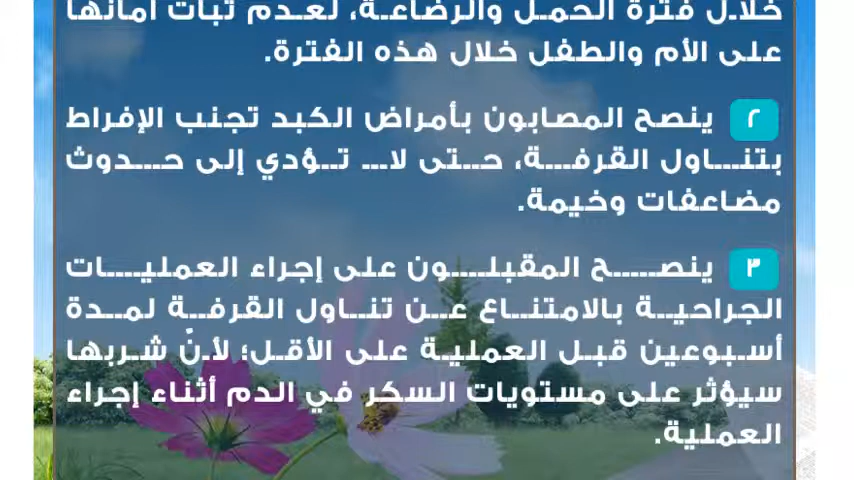 خلال فترة الحمل والرضاعة، لعدم ثبات أمانها
على الأم والطفل خلال هذه الفترة.
٢ ينصح المصابون بأمراض الكبد تجنب الإفراط
بتناول القرفة، حتى لا تؤدي إلى حدوث
مضاعفات وخيمة.
٣ ينصح المقبلون على إجراء العمليات
الجراحية بالامتناع عن تناول القرفة لمدة
أسبوعين قبل العملية على الأقل؛ لأنّ شربها
سيؤثر على مستويات السكر في الدم أثناء إجراء
العملية.